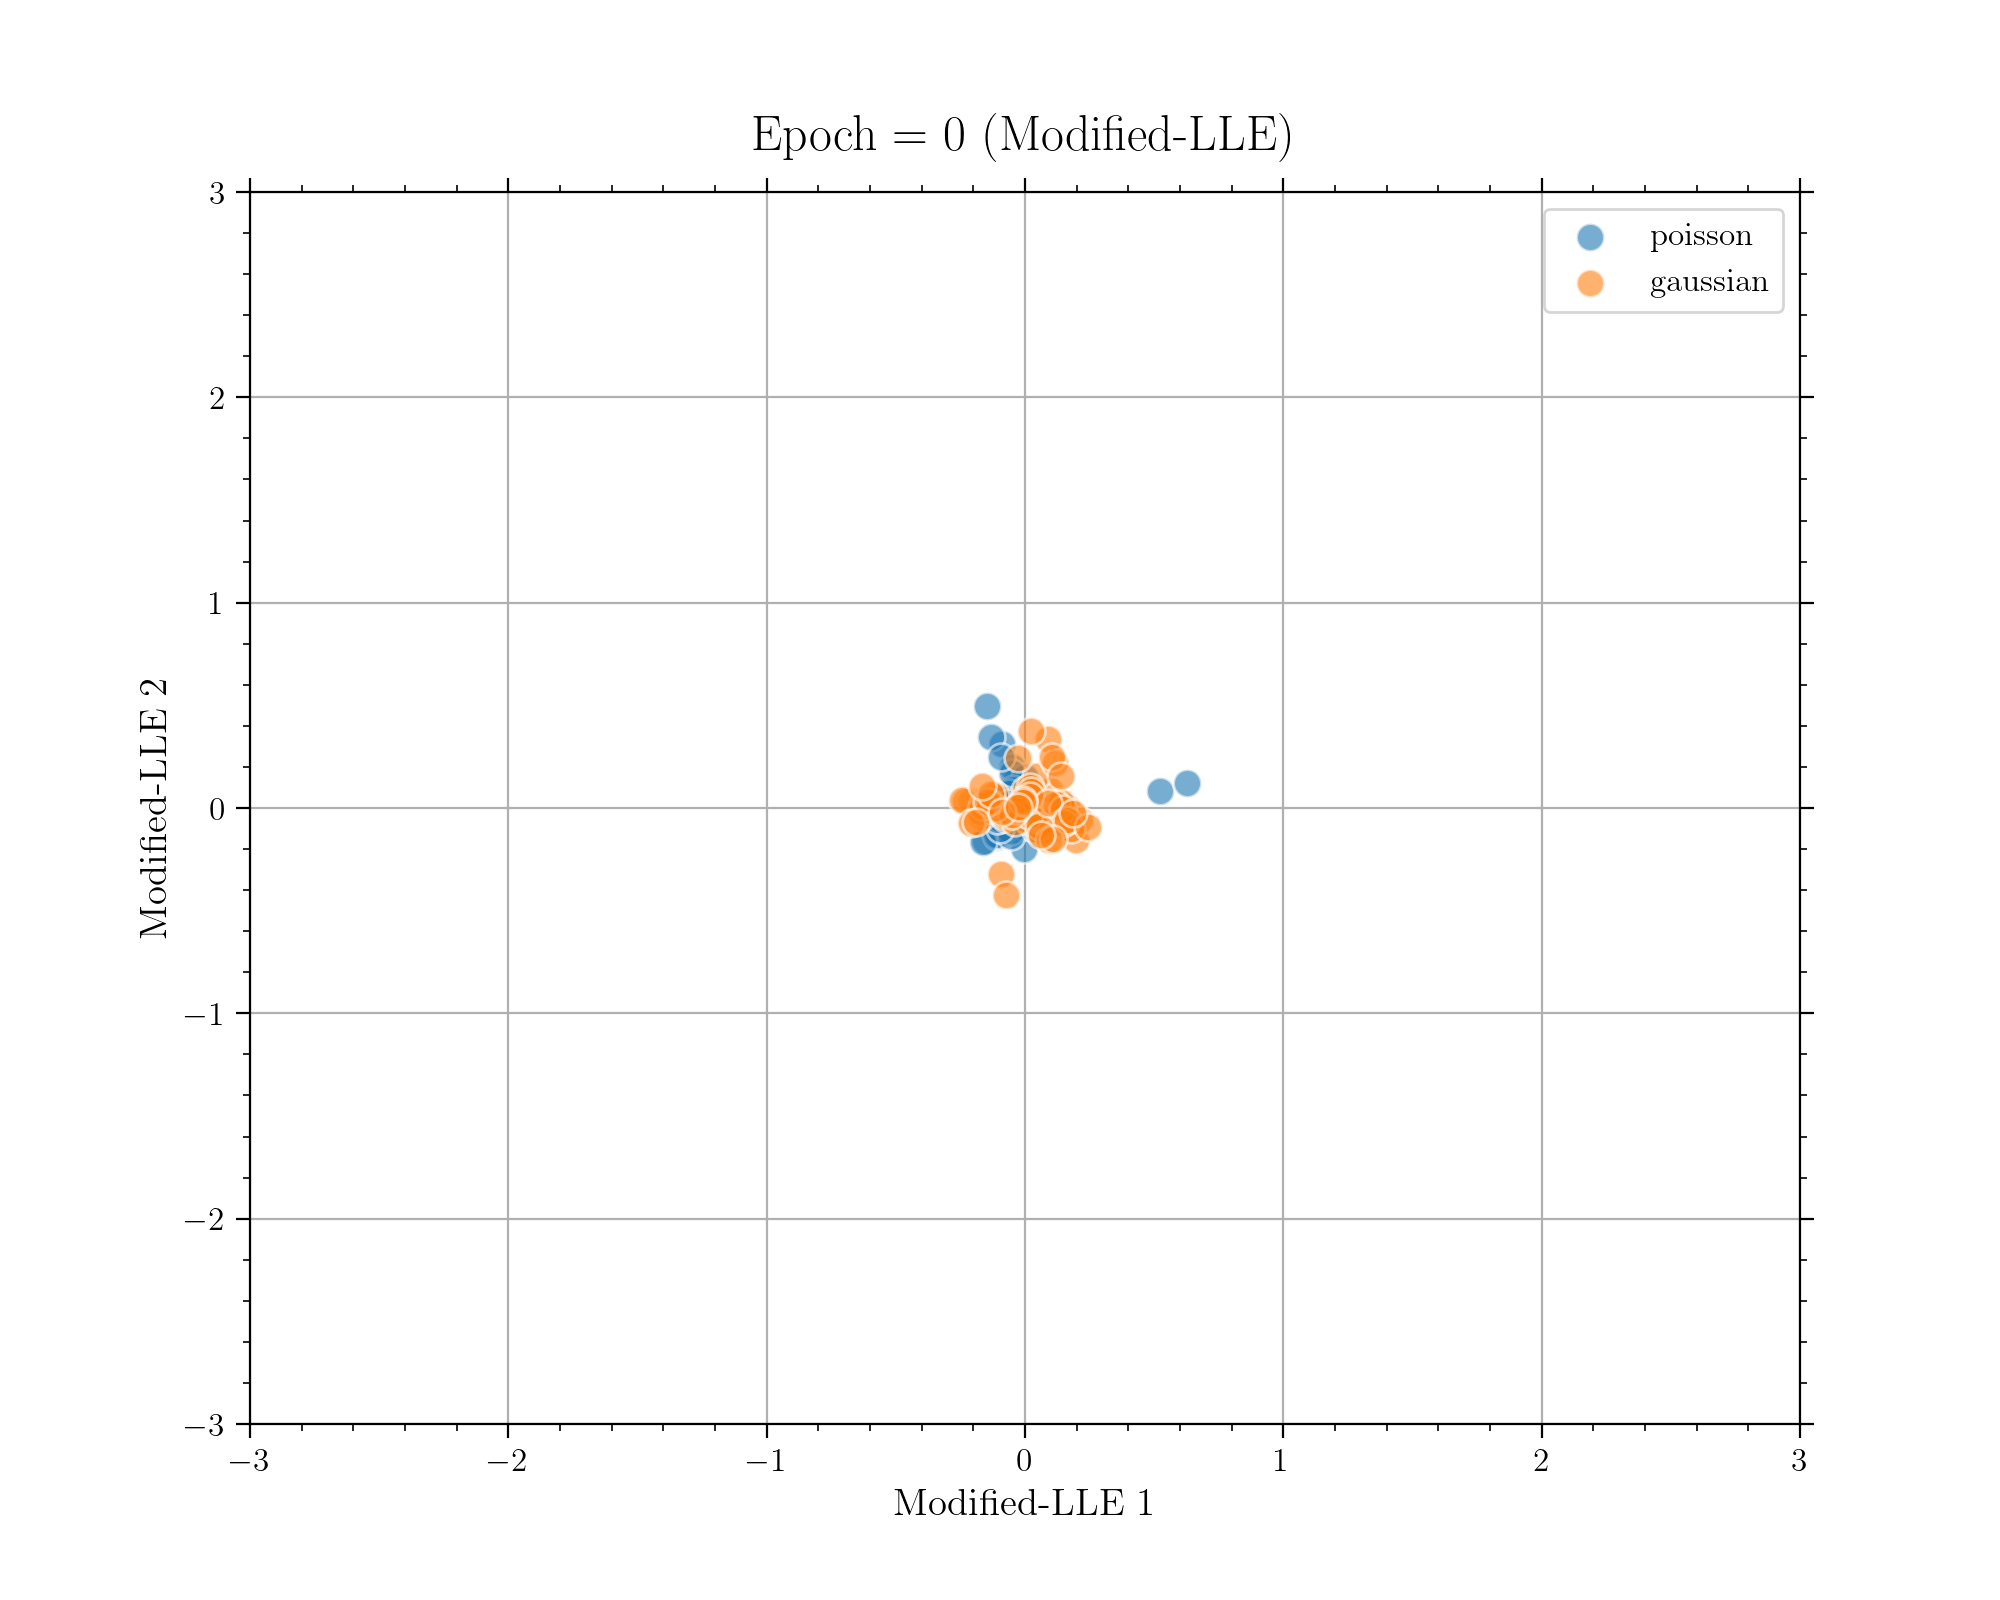 Epoch = 0 (Modified-LLE)
poisson
gaussian
3
2
1
0
−1
−2
−3
Modified-LLE 2
−3 −2 −1 0 1 2 3
Modified-LLE 1